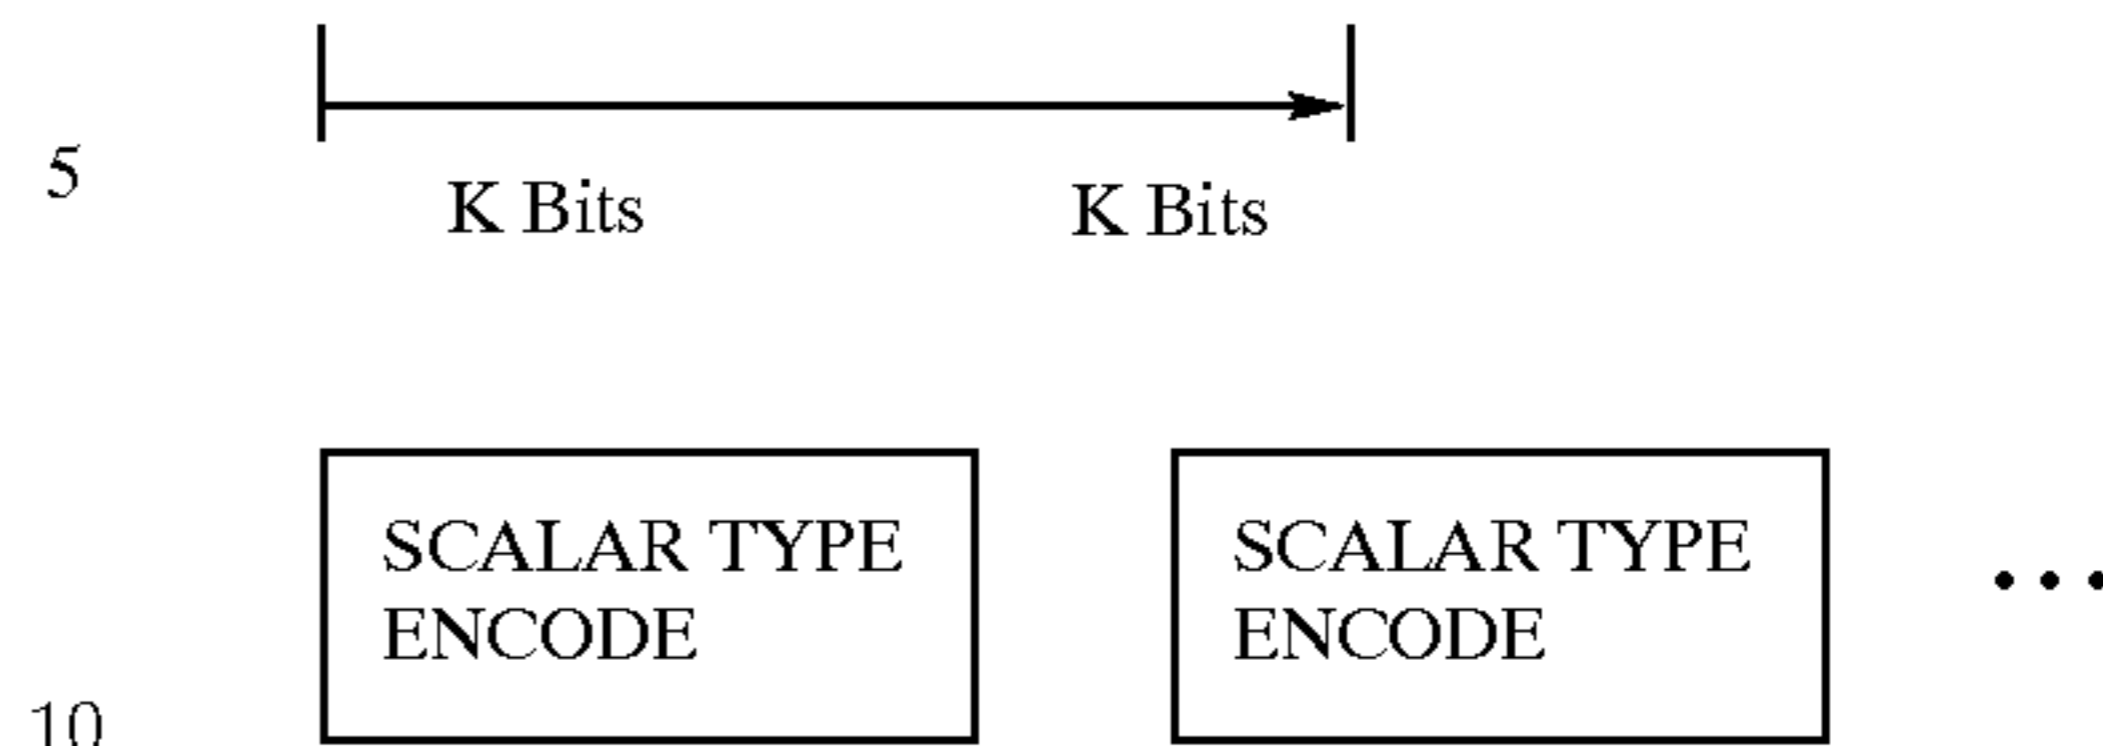 5
K Bits K Bits
SCALAR TYPE SCALAR TYPE
ENCODE ENCODE
...
10